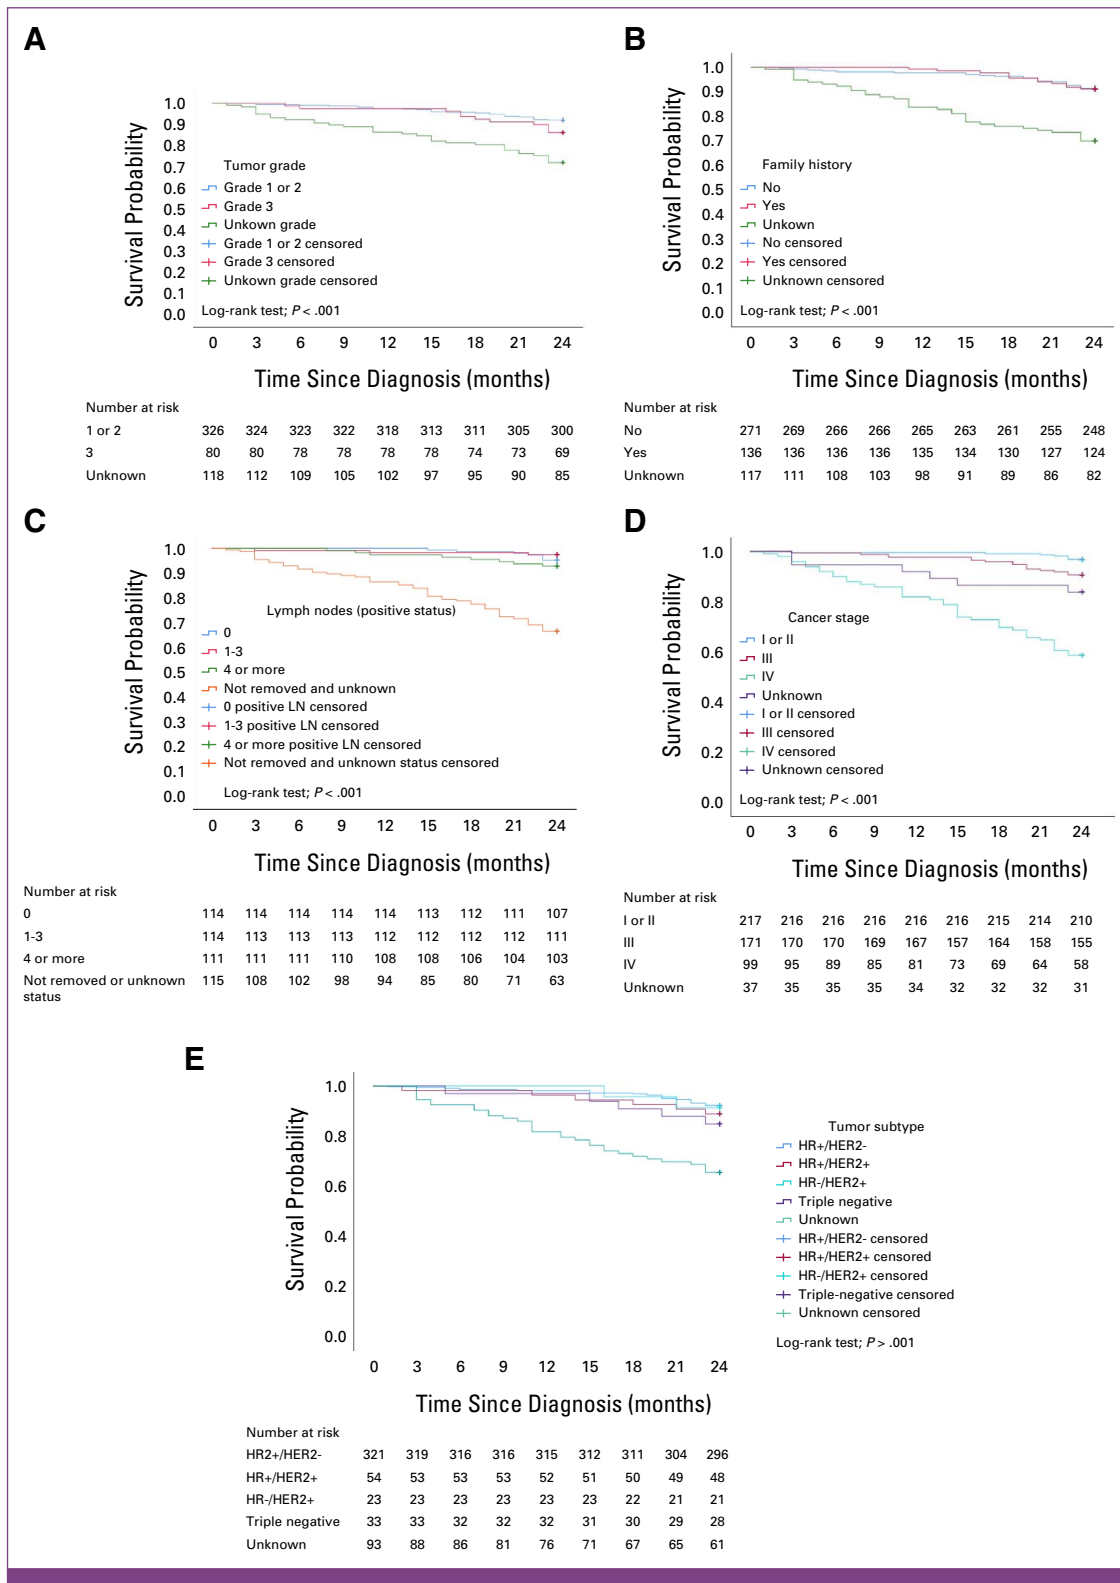 A
Survival Probability
1.0
0.9
0.8
0.7
0.6
0.5
0.4
0.3
0.2
0.1
0.0
Tumor grade
Grade 1 or 2
Grade 3
Unkown grade
Grade 1 or 2 censored
Grade 3 censored
Unkown grade censored
Log-rank test; P < .001
0 3 6 9 12 15 18 21 24
Time Since Diagnosis (months)
Number at risk
1 or 2 326 324 323 322 318 313 311 305 300
3 80 80 78 78 78 78 74 73 69
Unknown 118 112 109 105 102 97 95 90 85
B
Survival Probability
1.0
0.9
0.8
0.7
0.6
0.5
0.4
0.3
0.2
0.1
0.0
Family history
No
Yes
Unkown
No censored
Yes censored
Unknown censored
Log-rank test; P < .001
0 3 6 9 12 15 18 21 24
Time Since Diagnosis (months)
Number at risk
No 271 269 266 266 265 263 261 255 248
Yes 136 136 136 136 135 134 130 127 124
Unknown 117 111 108 103 98 91 89 86 82
C
Survival Probability
1.0
0.9
0.8
0.7
0.6
0.5
0.4
0.3
0.2
0.1
0.0
Lymph nodes (positive status)
0
1-3
4 or more
Not removed and unknown
0 positive LN censored
1-3 positive LN censored
4 or more positive LN censored
Not removed and unknown status censored
Log-rank test; P < .001
0 3 6 9 12 15 18 21 24
Time Since Diagnosis (months)
Number at risk
0 114 114 114 114 114 113 112 111 107
1-3 114 113 113 113 112 112 112 112 111
4 or more 111 111 111 110 108 108 106 104 103
Not removed or unknown 115 108 102 98 94 85 80 71 63
status
D
Survival Probability
1.0
0.8
0.6
0.4
0.2
0.0
Cancer stage
I or II
III
IV
Unknown
I or II censored
III censored
IV censored
Unknown censored
Log-rank test; P < .001
0 3 6 9 12 15 18 21 24
Time Since Diagnosis (months)
Number at risk
I or II 217 216 216 216 216 216 215 214 210
III 171 170 170 169 167 157 164 158 155
IV 99 95 89 85 81 73 69 64 58
Unknown 37 35 35 35 34 32 32 32 31
E
Survival Probability
1.0
0.8
0.6
0.4
0.2
0.0
Tumor subtype
HR+/HER2-
HR+/HER2+
HR-/HER2+
Triple negative
Unknown
HR+/HER2- censored
HR+/HER2+ censored
HR-/HER2+ censored
Triple-negative censored
Unknown censored
Log-rank test; P > .001
0 3 6 9 12 15 18 21 24
Time Since Diagnosis (months)
Number at risk
HR2+/HER2- 321 319 316 316 315 312 311 304 296
HR+/HER2+ 54 53 53 53 52 51 50 49 48
HR-/HER2+ 23 23 23 23 23 23 22 21 21
Triple negative 33 33 32 32 32 31 30 29 28
Unknown 93 88 86 81 76 71 67 65 61